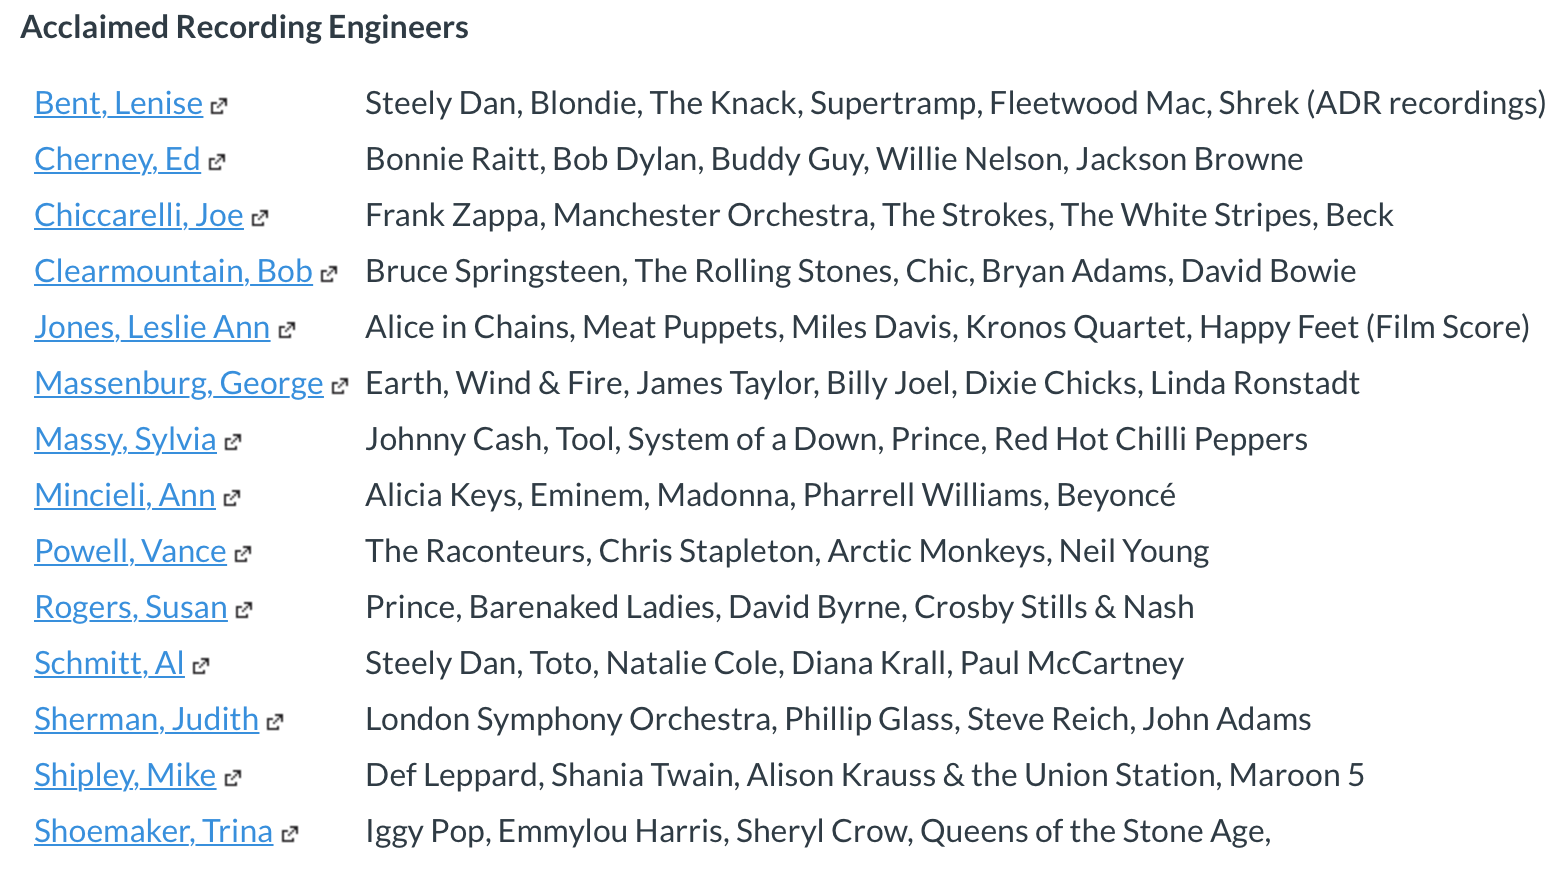 Acclaimed Recording Engineers
Bent, Lenise Steely Dan, Blondie, The Knack, Supertramp, Fleetwood Mac, Shrek (ADR recordings)
Cherney, Ed Bonnie Raitt, Bob Dylan, Buddy Guy, Willie Nelson, Jackson Browne
Chiccarelli, Joe Frank Zappa, Manchester Orchestra, The Strokes, The White Stripes, Beck
Clearmountain, Bob Bruce Springsteen, The Rolling Stones, Chic, Bryan Adams, David Bowie
Jones, Leslie Ann Alice in Chains, Meat Puppets, Miles Davis, Kronos Quartet, Happy Feet (Film Score)
Massenburg, George Earth, Wind & Fire, James Taylor, Billy Joel, Dixie Chicks, Linda Ronstadt
Massy, Sylvia Johnny Cash, Tool, System of a Down, Prince, Red Hot Chilli Peppers
Mincieli, Ann Alicia Keys, Eminem, Madonna, Pharrell Williams, Beyoncé
Powell, Vance The Raconteurs, Chris Stapleton, Arctic Monkeys, Neil Young
Rogers, Susan Prince, Barenaked Ladies, David Byrne, Crosby Stills & Nash
Schmitt, Al Steely Dan, Toto, Natalie Cole, Diana Krall, Paul McCartney
Sherman, Judith London Symphony Orchestra, Phillip Glass, Steve Reich, John Adams
Shipley, Mike Def Leppard, Shania Twain, Alison Krauss & the Union Station, Maroon 5
Shoemaker, Trina Iggy Pop, Emmylou Harris, Sheryl Crow, Queens of the Stone Age,